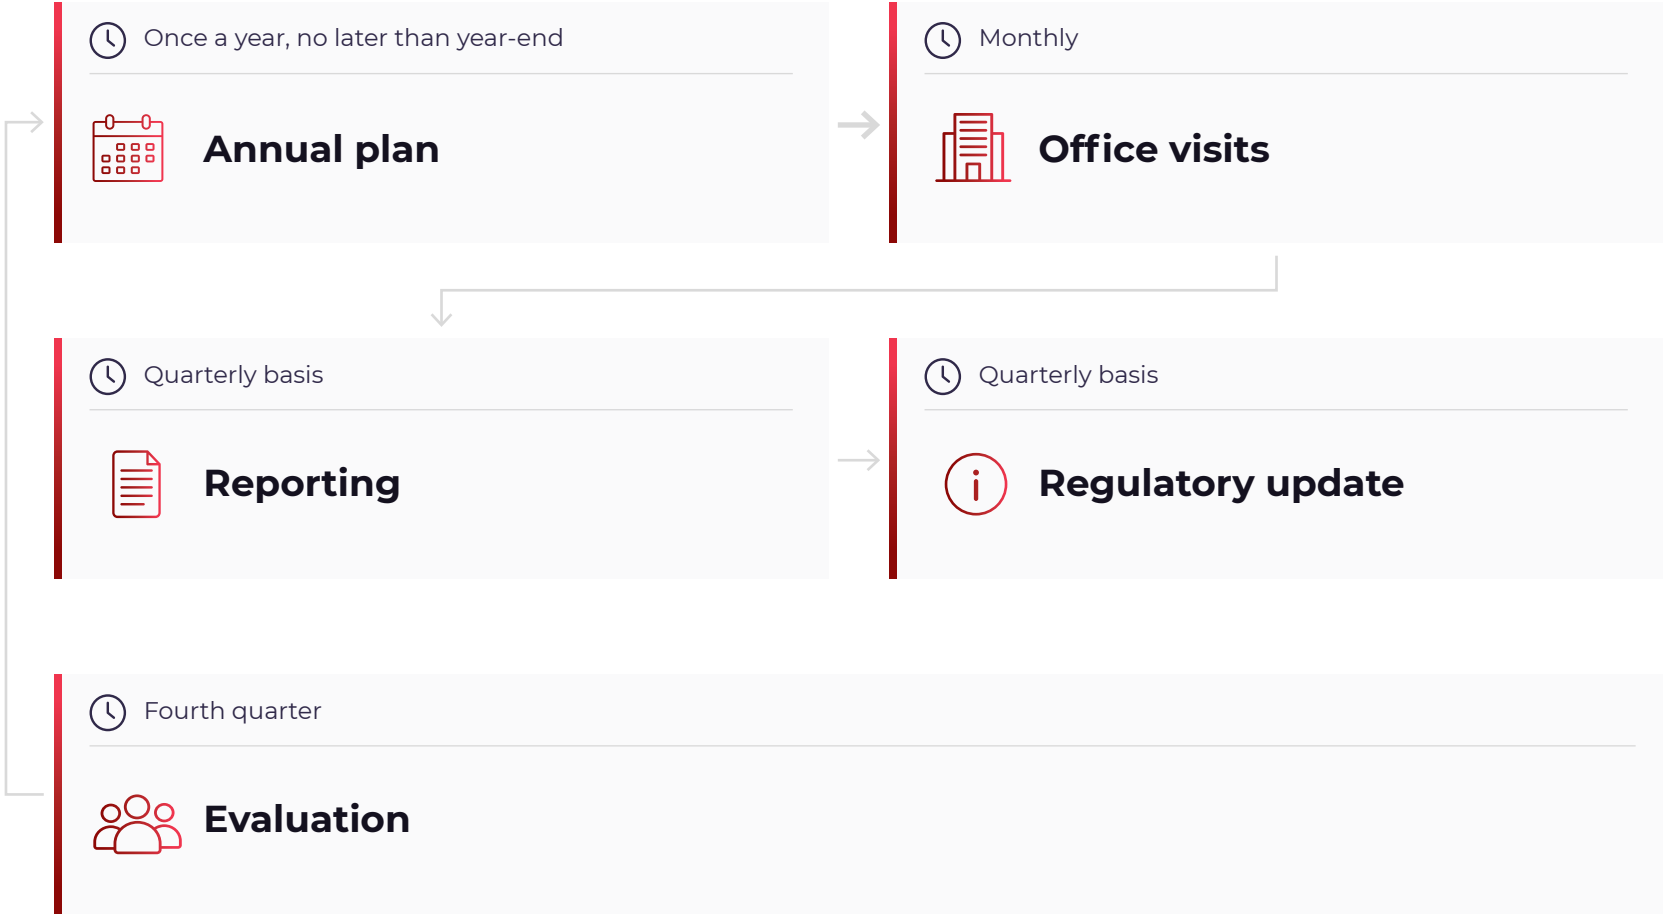 Once a year, no later than year-end
Annual plan
Monthly
Office visits
Quarterly basis
Reporting
Quarterly basis
Regulatory update
Fourth quarter
Evaluation